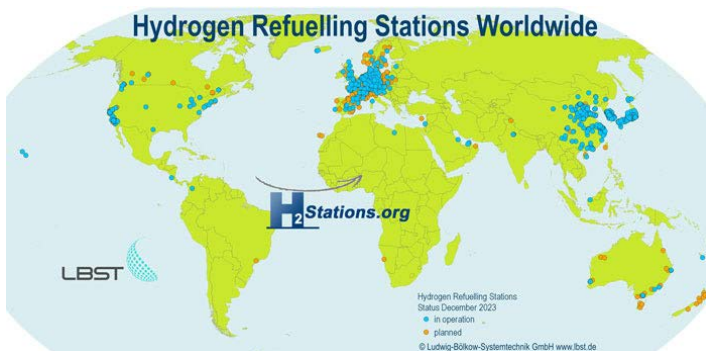 Hydrogen Refuelling Stations Worldwide
H2Stations.org
LBST
Hydrogen Refuelling Stations
Status December 2023
in operation
planned
© Ludwig-Bölkow-Systemtechnik GmbH www.lbst.de